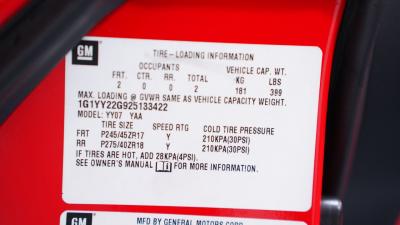 GM
TIRE-LOADING INFORMATION
OCCUPANTS VEHICLE CAP. WT.
FRT. CTR. RR. TOTAL KG LBS
2 0 0 2 181 399
MAX. LOADING @ GVWR SAME AS VEHICLE CAPACITY WEIGHT.
1G1YY22G925133422
MODEL: YY07 YAA
TIRE SIZE SPEED RTG COLD TIRE PRESSURE
FRT P245/45ZR17 Y 210KPA(30PSI)
RR P275/40ZR18 Y 210KPA(30PSI)
IF TIRES ARE HOT, ADD 28KPA(4PSI).
SEE OWNER'S MANUAL FOR MORE INFORMATION.
GM MFD BY GENERAL MOTORS CORP